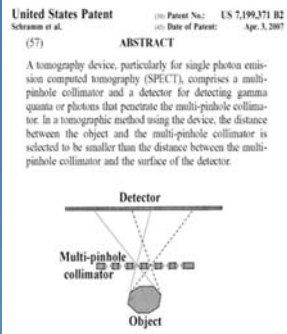 United States Patent
Schramm et al.
(10) Patent No.: US 7,199,371 B2
(45) Date of Patent: Apr. 3, 2007
(57) ABSTRACT
A tomography device, particularly for single photon emis-
sion computed tomography (SPECT), comprises a multi-
pinhole collimator and a detector for detecting gamma
quanta or photons that penetrate the multi-pinhole collima-
tor. In a tomographic method using the device, the distance
between the object and the multi-pinhole collimator is
selected to be smaller than the distance between the multi-
pinhole collimator and the surface of the detector.
Detector
Multi-pinhole
collimator
Object